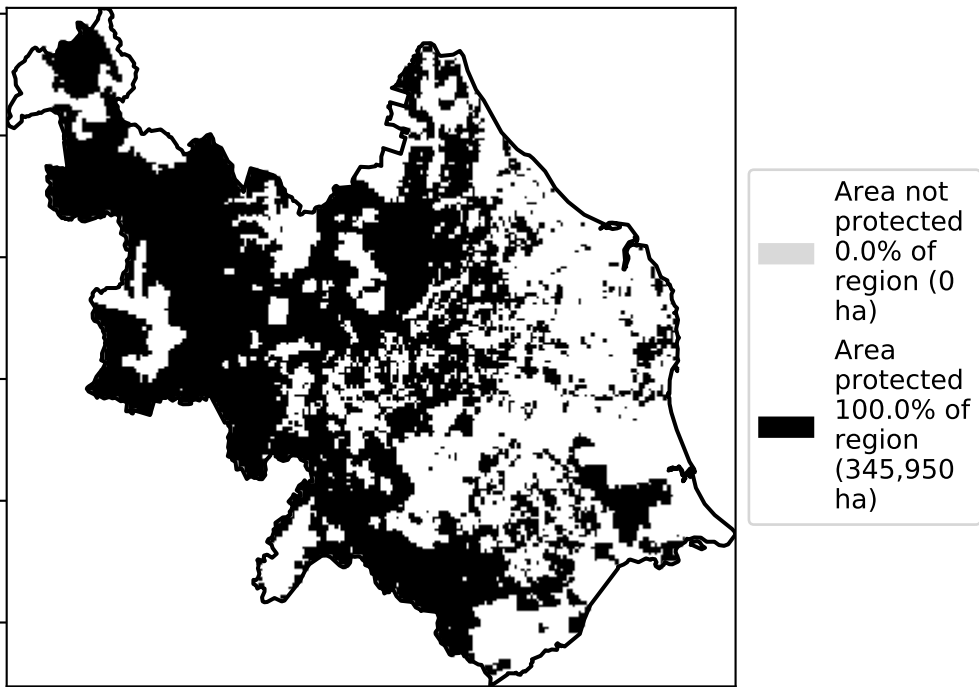 Area not
protected
0.0% of
region (0
ha)
Area
protected
100.0% of
region
(345,950
ha)